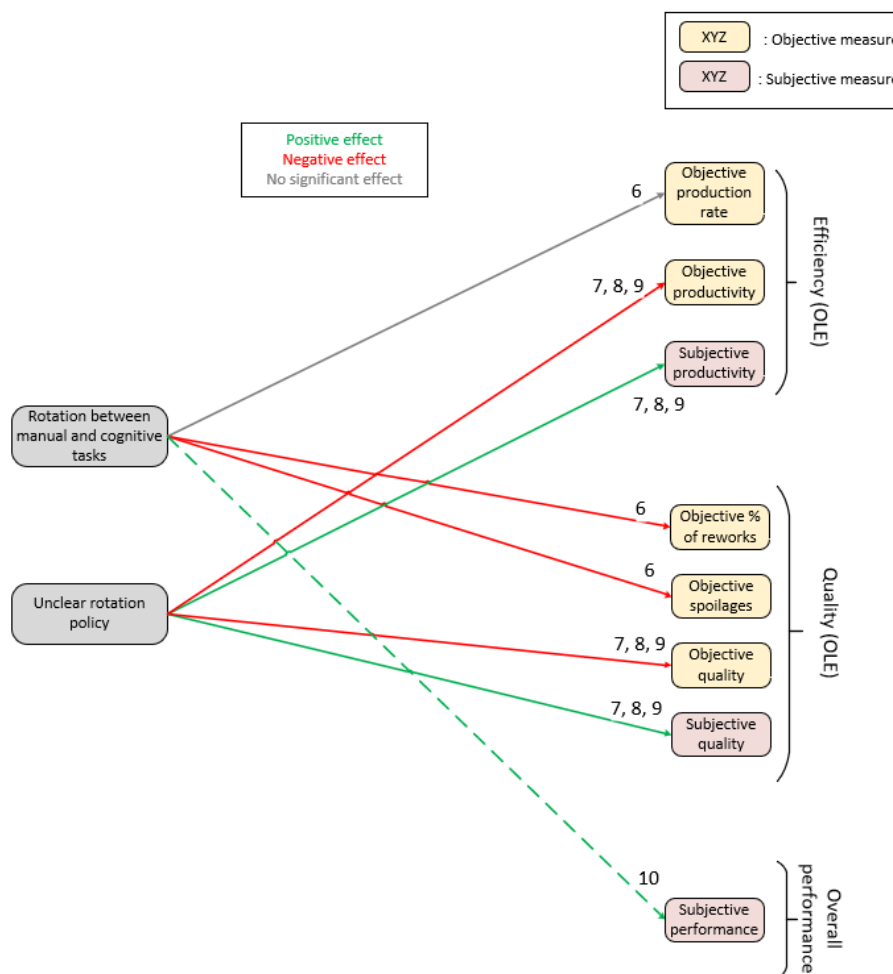 XYZ : Objective measure
XYZ : Subjective measure
Positive effect
Negative effect
No significant effect
6
Objective
production
rate
7, 8, 9
Objective
productivity
Subjective
productivity
7, 8, 9
Efficiency (OLE)
Rotation between
manual and cognitive
tasks
6
Objective %
of reworks
6
Objective
spoilages
Unclear rotation
policy
7, 8, 9
Objective
quality
7, 8, 9
Subjective
quality
Quality (OLE)
10
Subjective
performance
Overall
performance